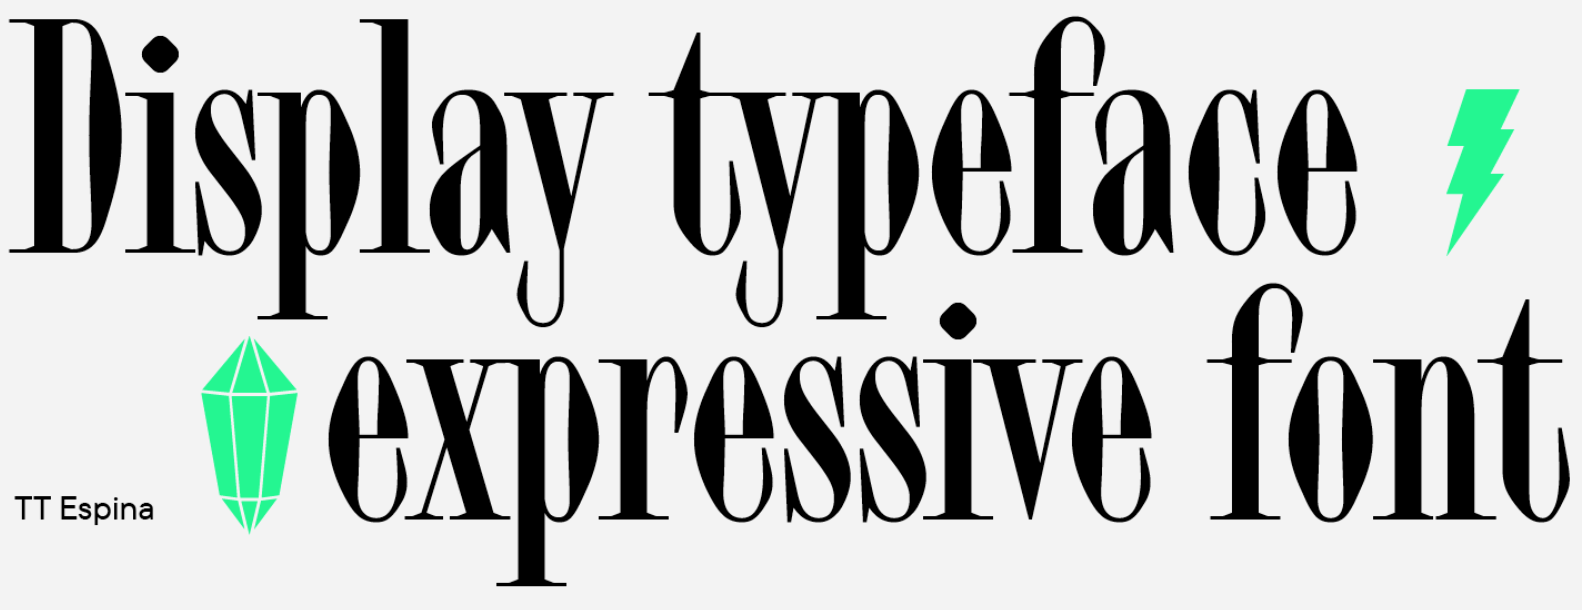 Display typeface
expressive font
TT Espina